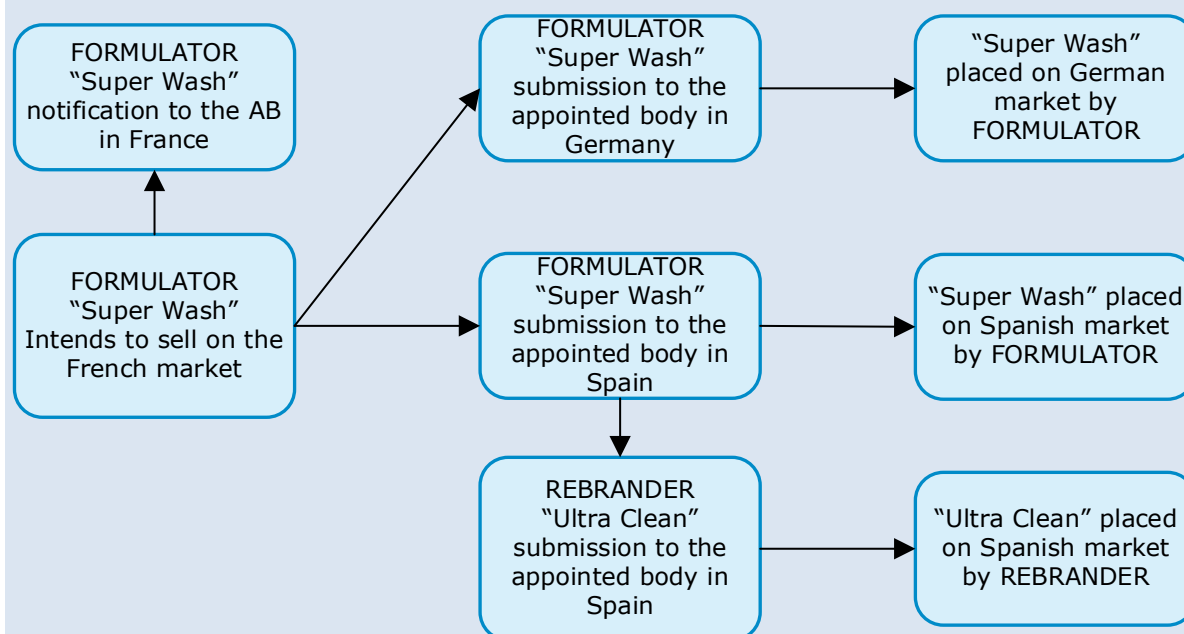 FORMULATOR
“Super Wash”
notification to the AB
in France
FORMULATOR
“Super Wash”
submission to the
appointed body in
Germany
“Super Wash”
placed on German
market by
FORMULATOR
FORMULATOR
“Super Wash”
Intends to sell on the
French market
FORMULATOR
“Super Wash”
submission to the
appointed body in
Spain
“Super Wash” placed
on Spanish market
by FORMULATOR
REBRANDER
“Ultra Clean”
submission to the
appointed body in
Spain
“Ultra Clean” placed
on Spanish market
by REBRANDER